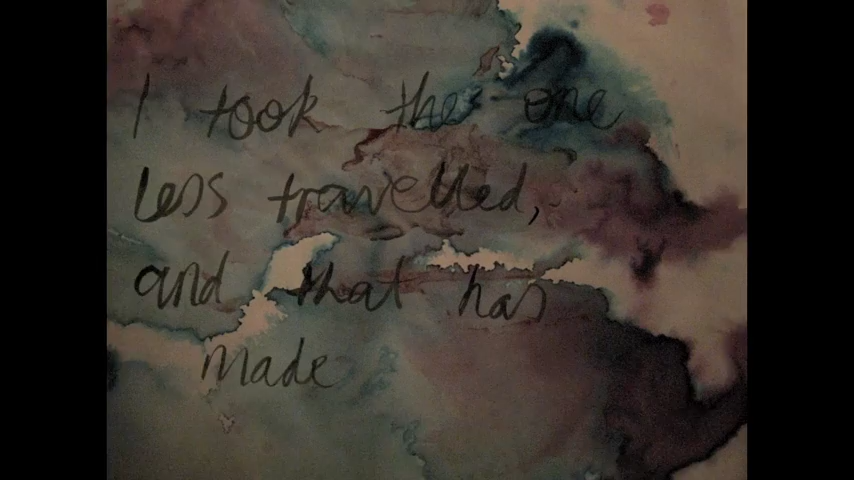 I took the one
less travelled,
and that has
made